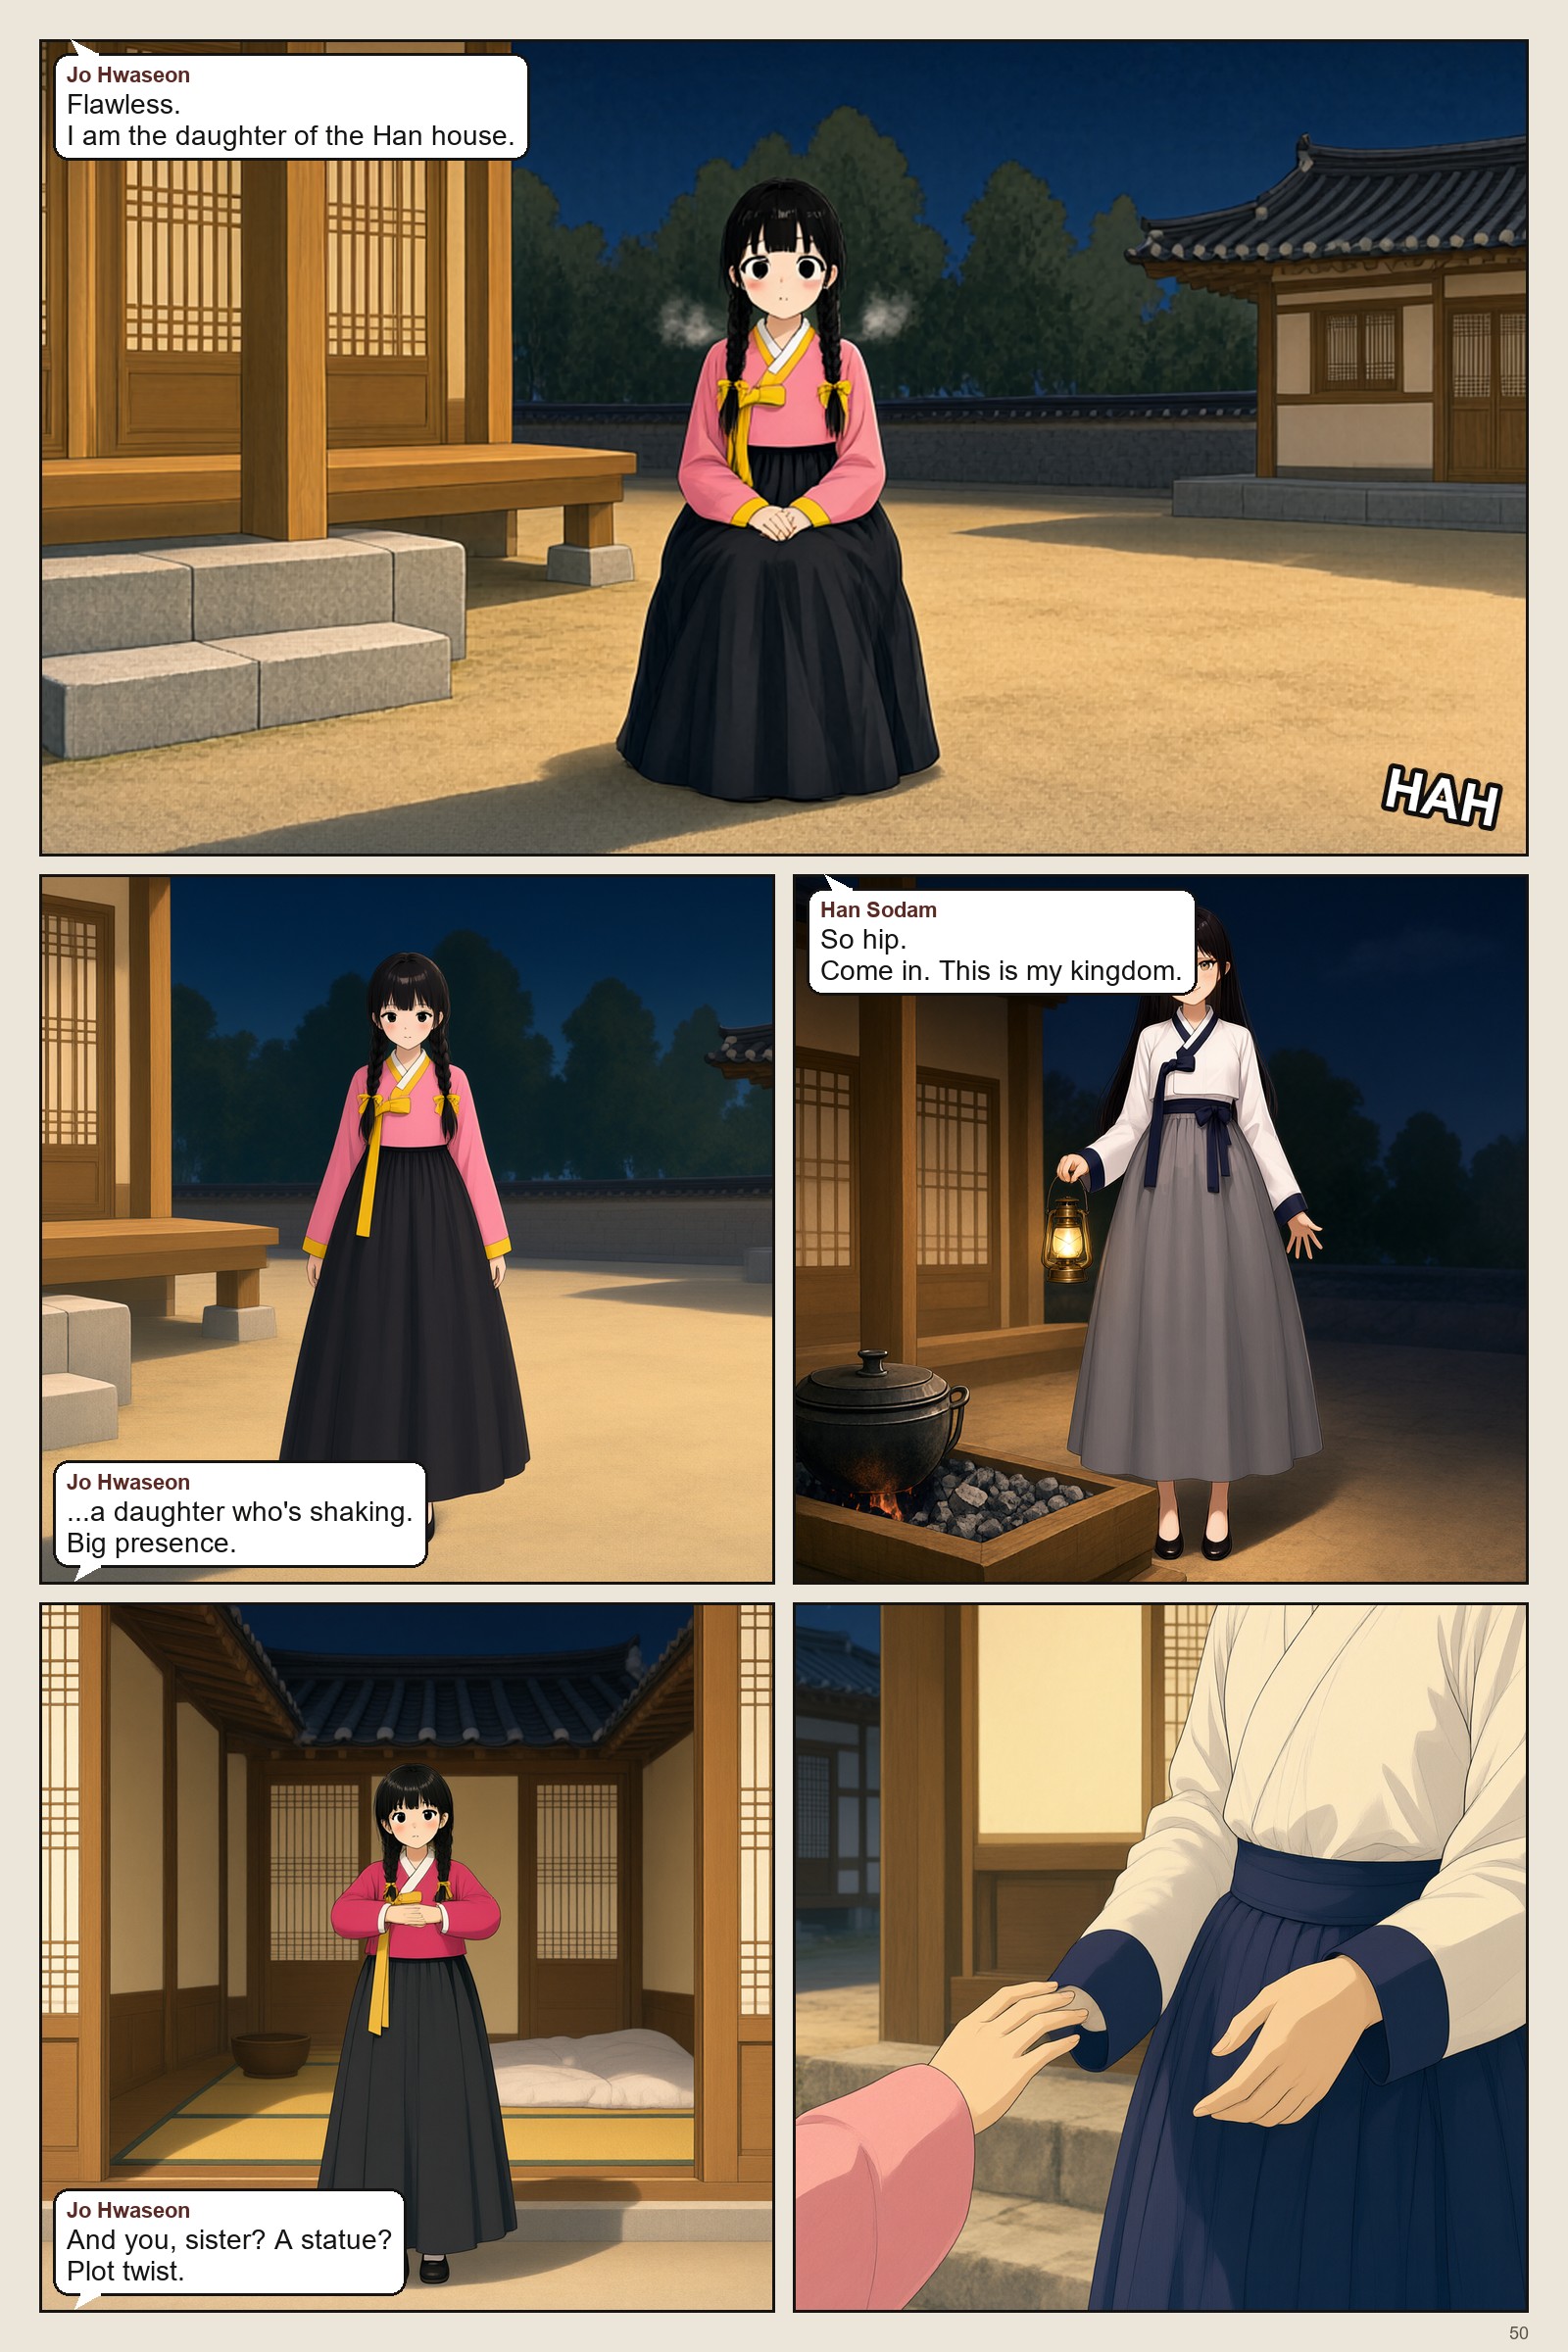 Jo Hwaseon
Flawless.
I am the daughter of the Han house.
HAH
Jo Hwaseon
...a daughter who's shaking.
Big presence.
Han Sodam
So hip.
Come in. This is my kingdom.
Jo Hwaseon
And you, sister? A statue?
Plot twist.
50